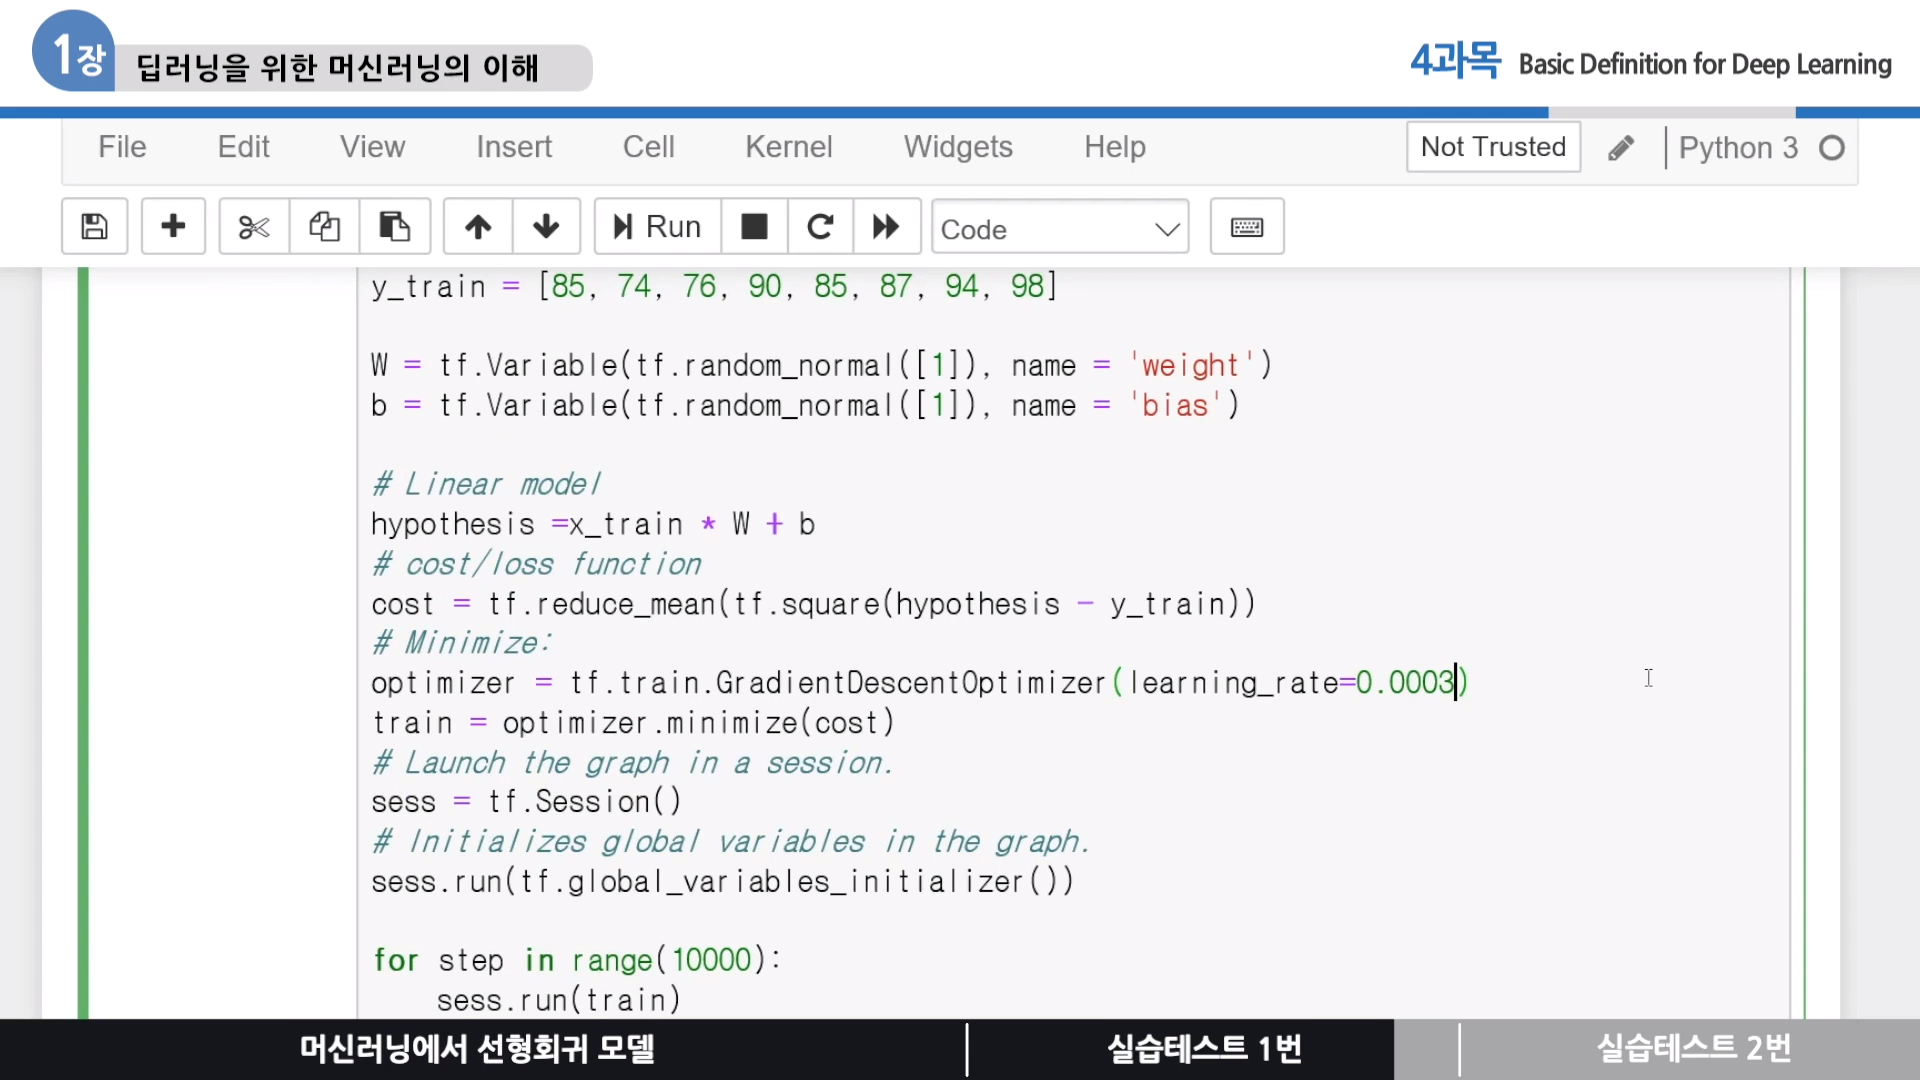 1장 딥러닝을 위한 머신러닝의 이해
4과목 Basic Definition for Deep Learning
File Edit View Insert Cell Kernel Widgets Help Not Trusted Python 3
Run Code
y_train = [85, 74, 76, 90, 85, 87, 94, 98]
W = tf.Variable(tf.random_normal([1]), name = 'weight')
b = tf.Variable(tf.random_normal([1]), name = 'bias')
# Linear model
hypothesis =x_train * W + b
# cost/loss function
cost = tf.reduce_mean(tf.square(hypothesis - y_train))
# Minimize:
optimizer = tf.train.GradientDescentOptimizer(learning_rate=0.0003)
train = optimizer.minimize(cost)
# Launch the graph in a session.
sess = tf.Session()
# Initializes global variables in the graph.
sess.run(tf.global_variables_initializer())
for step in range(10000):
    sess.run(train)
머신러닝에서 선형회귀 모델 실습테스트 1번 실습테스트 2번